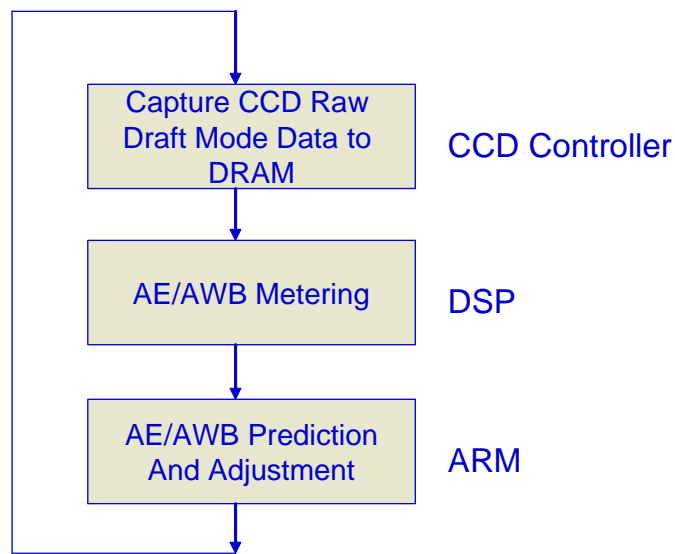 Capture CCD Raw
Draft Mode Data to
DRAM
CCD Controller
AE/AWB Metering
DSP
AE/AWB Prediction
And Adjustment
ARM